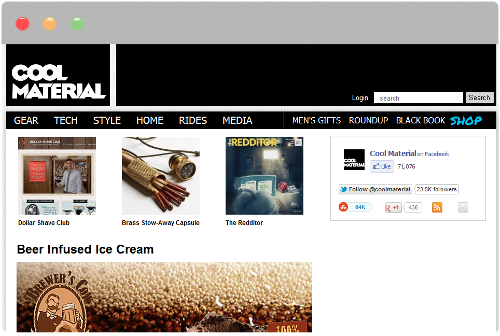 COOL
MATERIAL
Login
search
Search
GEAR TECH STYLE HOME RIDES MEDIA MEN'S GIFTS ROUNDUP BLACK BOOK SHOP
DOLLAR SHAVE CLUB
THE REDDITOR
COOL
MATERIAL
Cool Material on Facebook
Like 71,076
Follow @coolmaterial 23.5K followers
64K
+1 436
Dollar Shave Club
Brass Stow-Away Capsule
The Redditor
Beer Infused Ice Cream
BREWER'S COW
100%